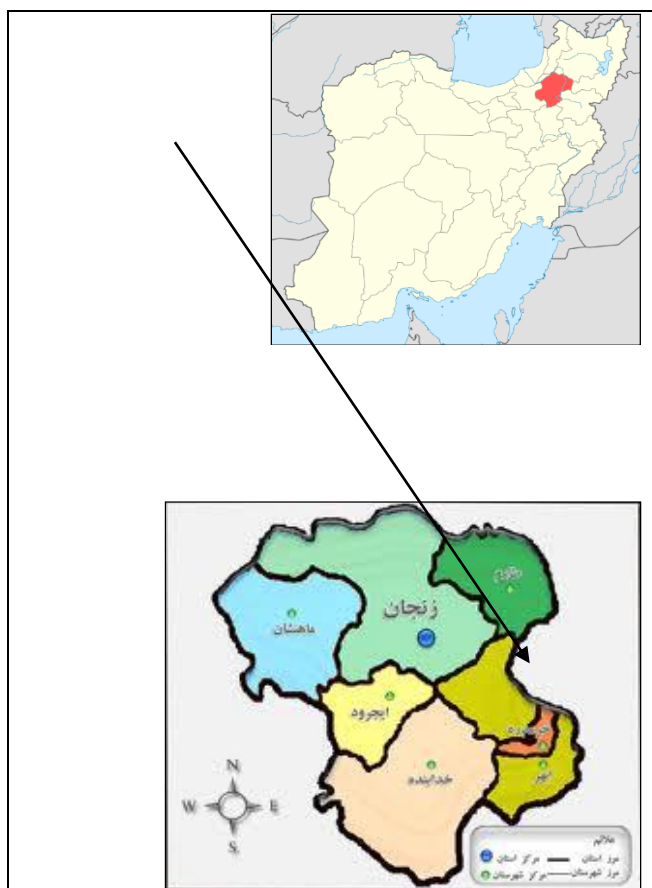 زنجان
ماهنشان
ایجرود
خدابنده
ابهر
N
W E
S
علائم
مرکز استان مرز استان
مرکز شهرستان مرز شهرستان